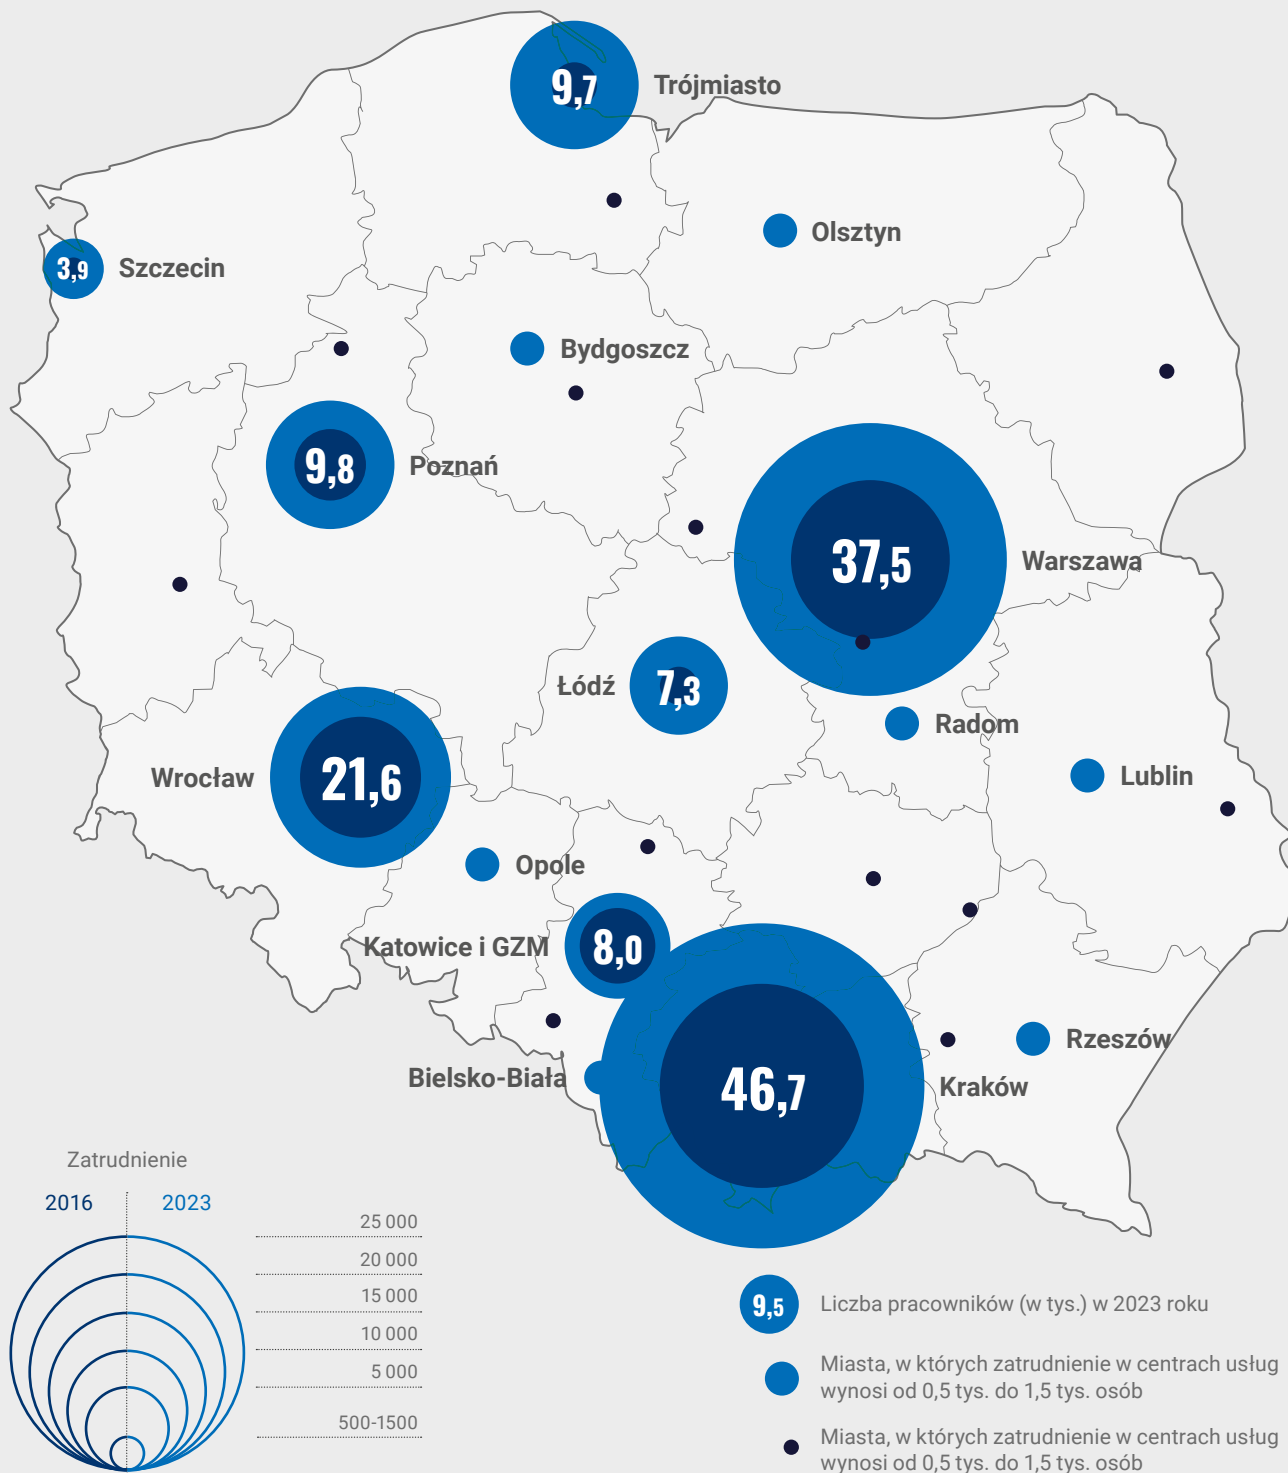 9,7
Trójmiasto
Olsztyn
3,9
Szczecin
Bydgoszcz
9,8
Poznań
37,5
Warszawa
Łódź
7,3
Radom
Wrocław
21,6
Lublin
Opole
Katowice i GZM
8,0
Rzeszów
Bielsko-Biała
46,7
Kraków
Zatrudnienie
2016
2023
25 000
20 000
15 000
10 000
5 000
500-1500
9,5
Liczba pracowników (w tys.) w 2023 roku
Miasta, w których zatrudnienie w centrach usług
wynosi od 0,5 tys. do 1,5 tys. osób
Miasta, w których zatrudnienie w centrach usług
wynosi od 0,5 tys. do 1,5 tys. osób